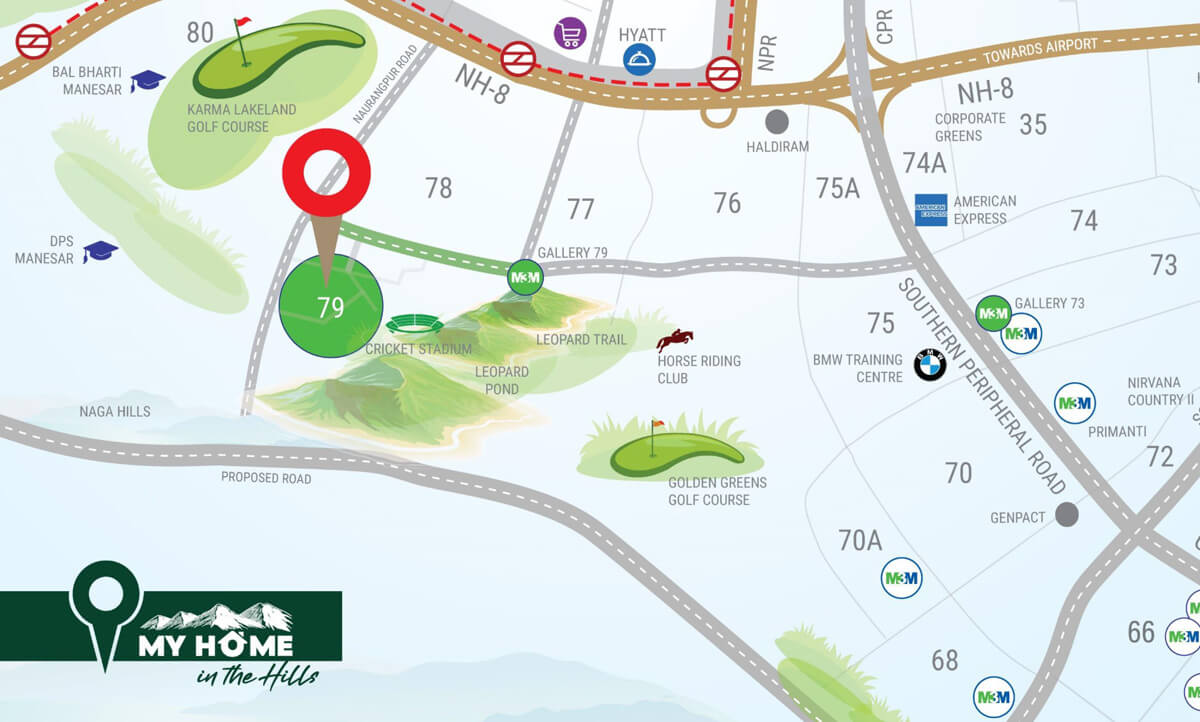 80
BAL BHARTI
MANESAR
KARMA LAKELAND
GOLF COURSE
NAURANGPUR ROAD
NH-8
HYATT
NPR
CPR
TOWARDS AIRPORT
NH-8
CORPORATE
GREENS
35
HALDIRAM
74A
78
77
76
75A
AMERICAN
EXPRESS
AMERICAN
EXPRESS
74
73
DPS
MANESAR
GALLERY 79
M3M
79
SOUTHERN PERIPHERAL ROAD
GALLERY 73
M3M
M3M
75
CRICKET STADIUM
LEOPARD TRAIL
LEOPARD
POND
HORSE RIDING
CLUB
BMW TRAINING
CENTRE
BMW
NIRVANA
COUNTRY II
M3M
PRIMANTI
72
NAGA HILLS
PROPOSED ROAD
GOLDEN GREENS
GOLF COURSE
70
GENPACT
70A
M3M
66
M3M
68
M3M
MY HOME
in the Hills